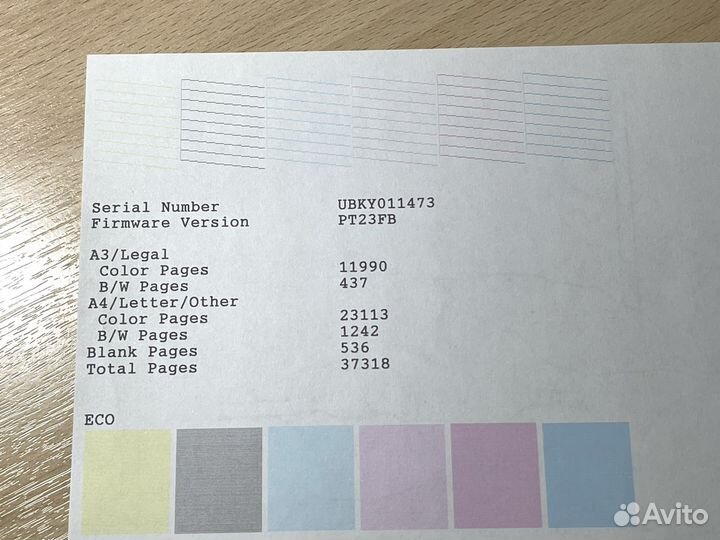 Serial Number UBKY011473
Firmware Version PT23FB
A3/Legal
Color Pages 11990
B/W Pages 437
A4/Letter/Other
Color Pages 23113
B/W Pages 1242
Blank Pages 536
Total Pages 37318
ECO
Avito